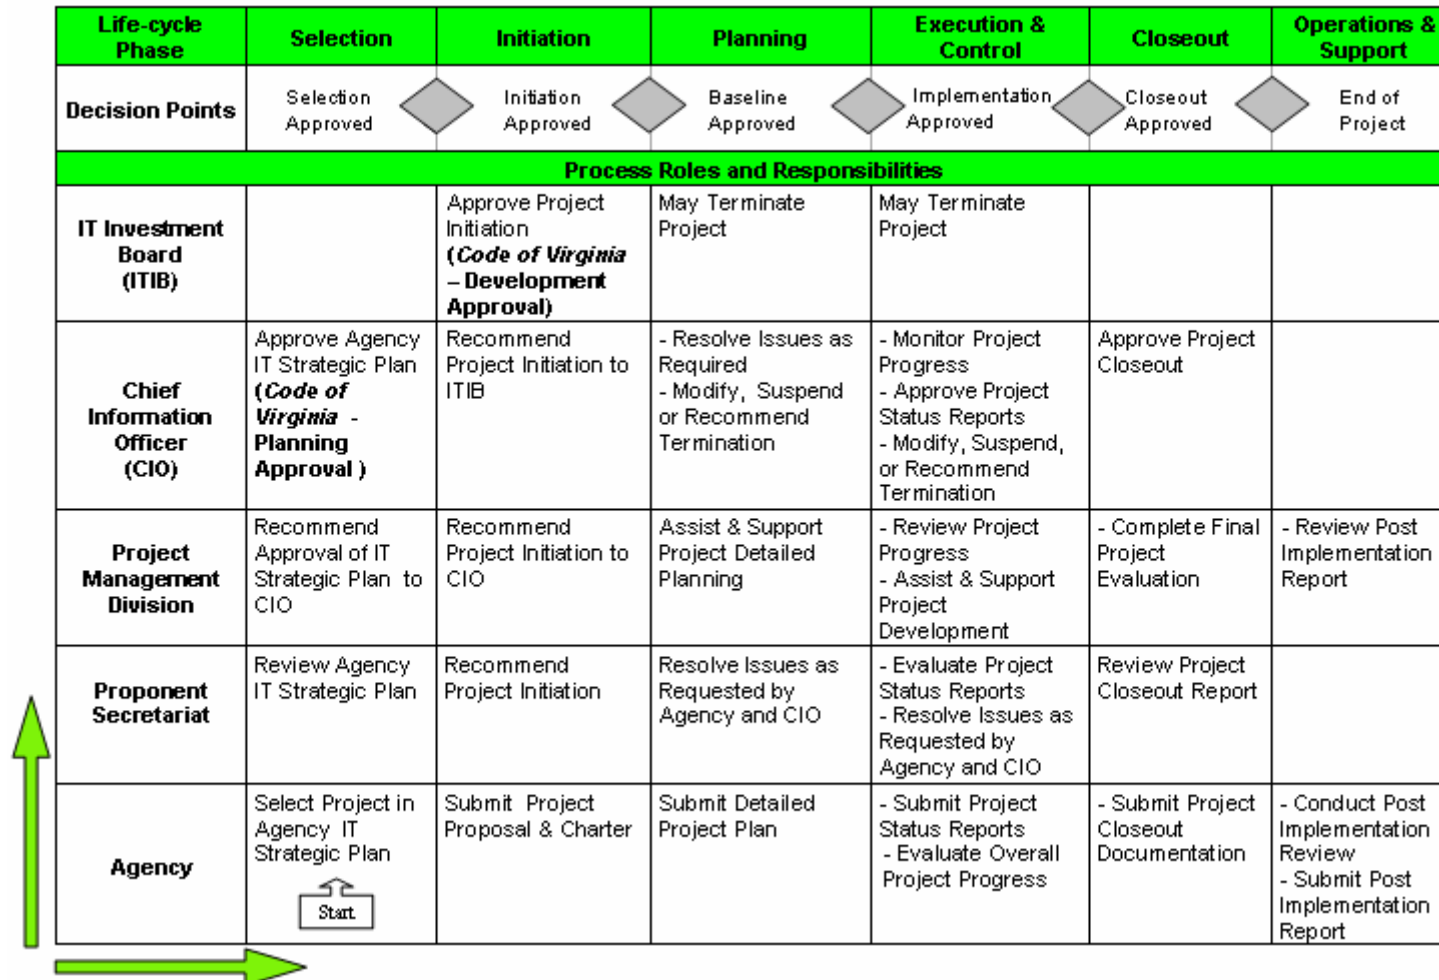 Life-cycle
Phase
Selection
Initiation
Planning
Execution &
Control
Closeout
Operations &
Support
Decision Points
Selection
Approved
Initiation
Approved
Baseline
Approved
Implementation
Approved
Closeout
Approved
End of
Project
Process Roles and Responsibilities
IT Investment
Board
(ITIB)
Approve Project
Initiation
(Code of Virginia
– Development
Approval)
May Terminate
Project
May Terminate
Project
Chief
Information
Officer
(CIO)
Approve Agency
IT Strategic Plan
(Code of
Virginia -
Planning
Approval )
Recommend
Project Initiation to
ITIB
- Resolve Issues as
Required
- Modify, Suspend
or Recommend
Termination
- Monitor Project
Progress
- Approve Project
Status Reports
- Modify, Suspend,
or Recommend
Termination
Approve Project
Closeout
Project
Management
Division
Recommend
Approval of IT
Strategic Plan to
CIO
Recommend
Project Initiation to
CIO
Assist & Support
Project Detailed
Planning
- Review Project
Progress
- Assist & Support
Project
Development
- Complete Final
Project
Evaluation
- Review Post
Implementation
Report
Proponent
Secretariat
Review Agency
IT Strategic Plan
Recommend
Project Initiation
Resolve Issues as
Requested by
Agency and CIO
- Evaluate Project
Status Reports
- Resolve Issues as
Requested by
Agency and CIO
Review Project
Closeout Report
Agency
Select Project in
Agency IT
Strategic Plan
Start
Submit Project
Proposal & Charter
Submit Detailed
Project Plan
- Submit Project
Status Reports
- Evaluate Overall
Project Progress
- Submit Project
Closeout
Documentation
- Conduct Post
Implementation
Review
- Submit Post
Implementation
Report